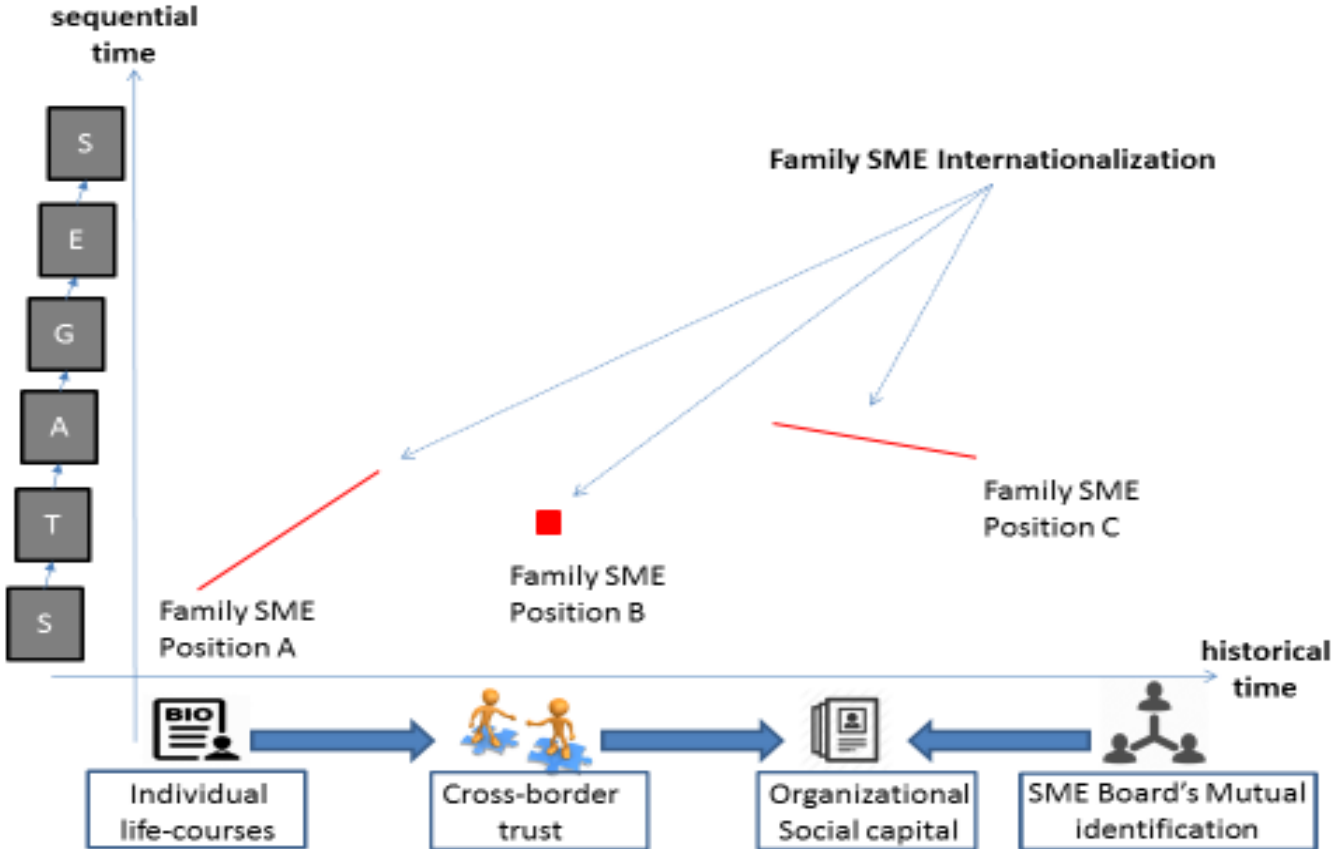 sequential
time
S
E
G
A
T
S
Family SME Internationalization
Family SME
Position A
Family SME
Position B
Family SME
Position C
historical
time
BIO
Individual
life-courses
Cross-border
trust
Organizational
Social capital
SME Board's Mutual
identification